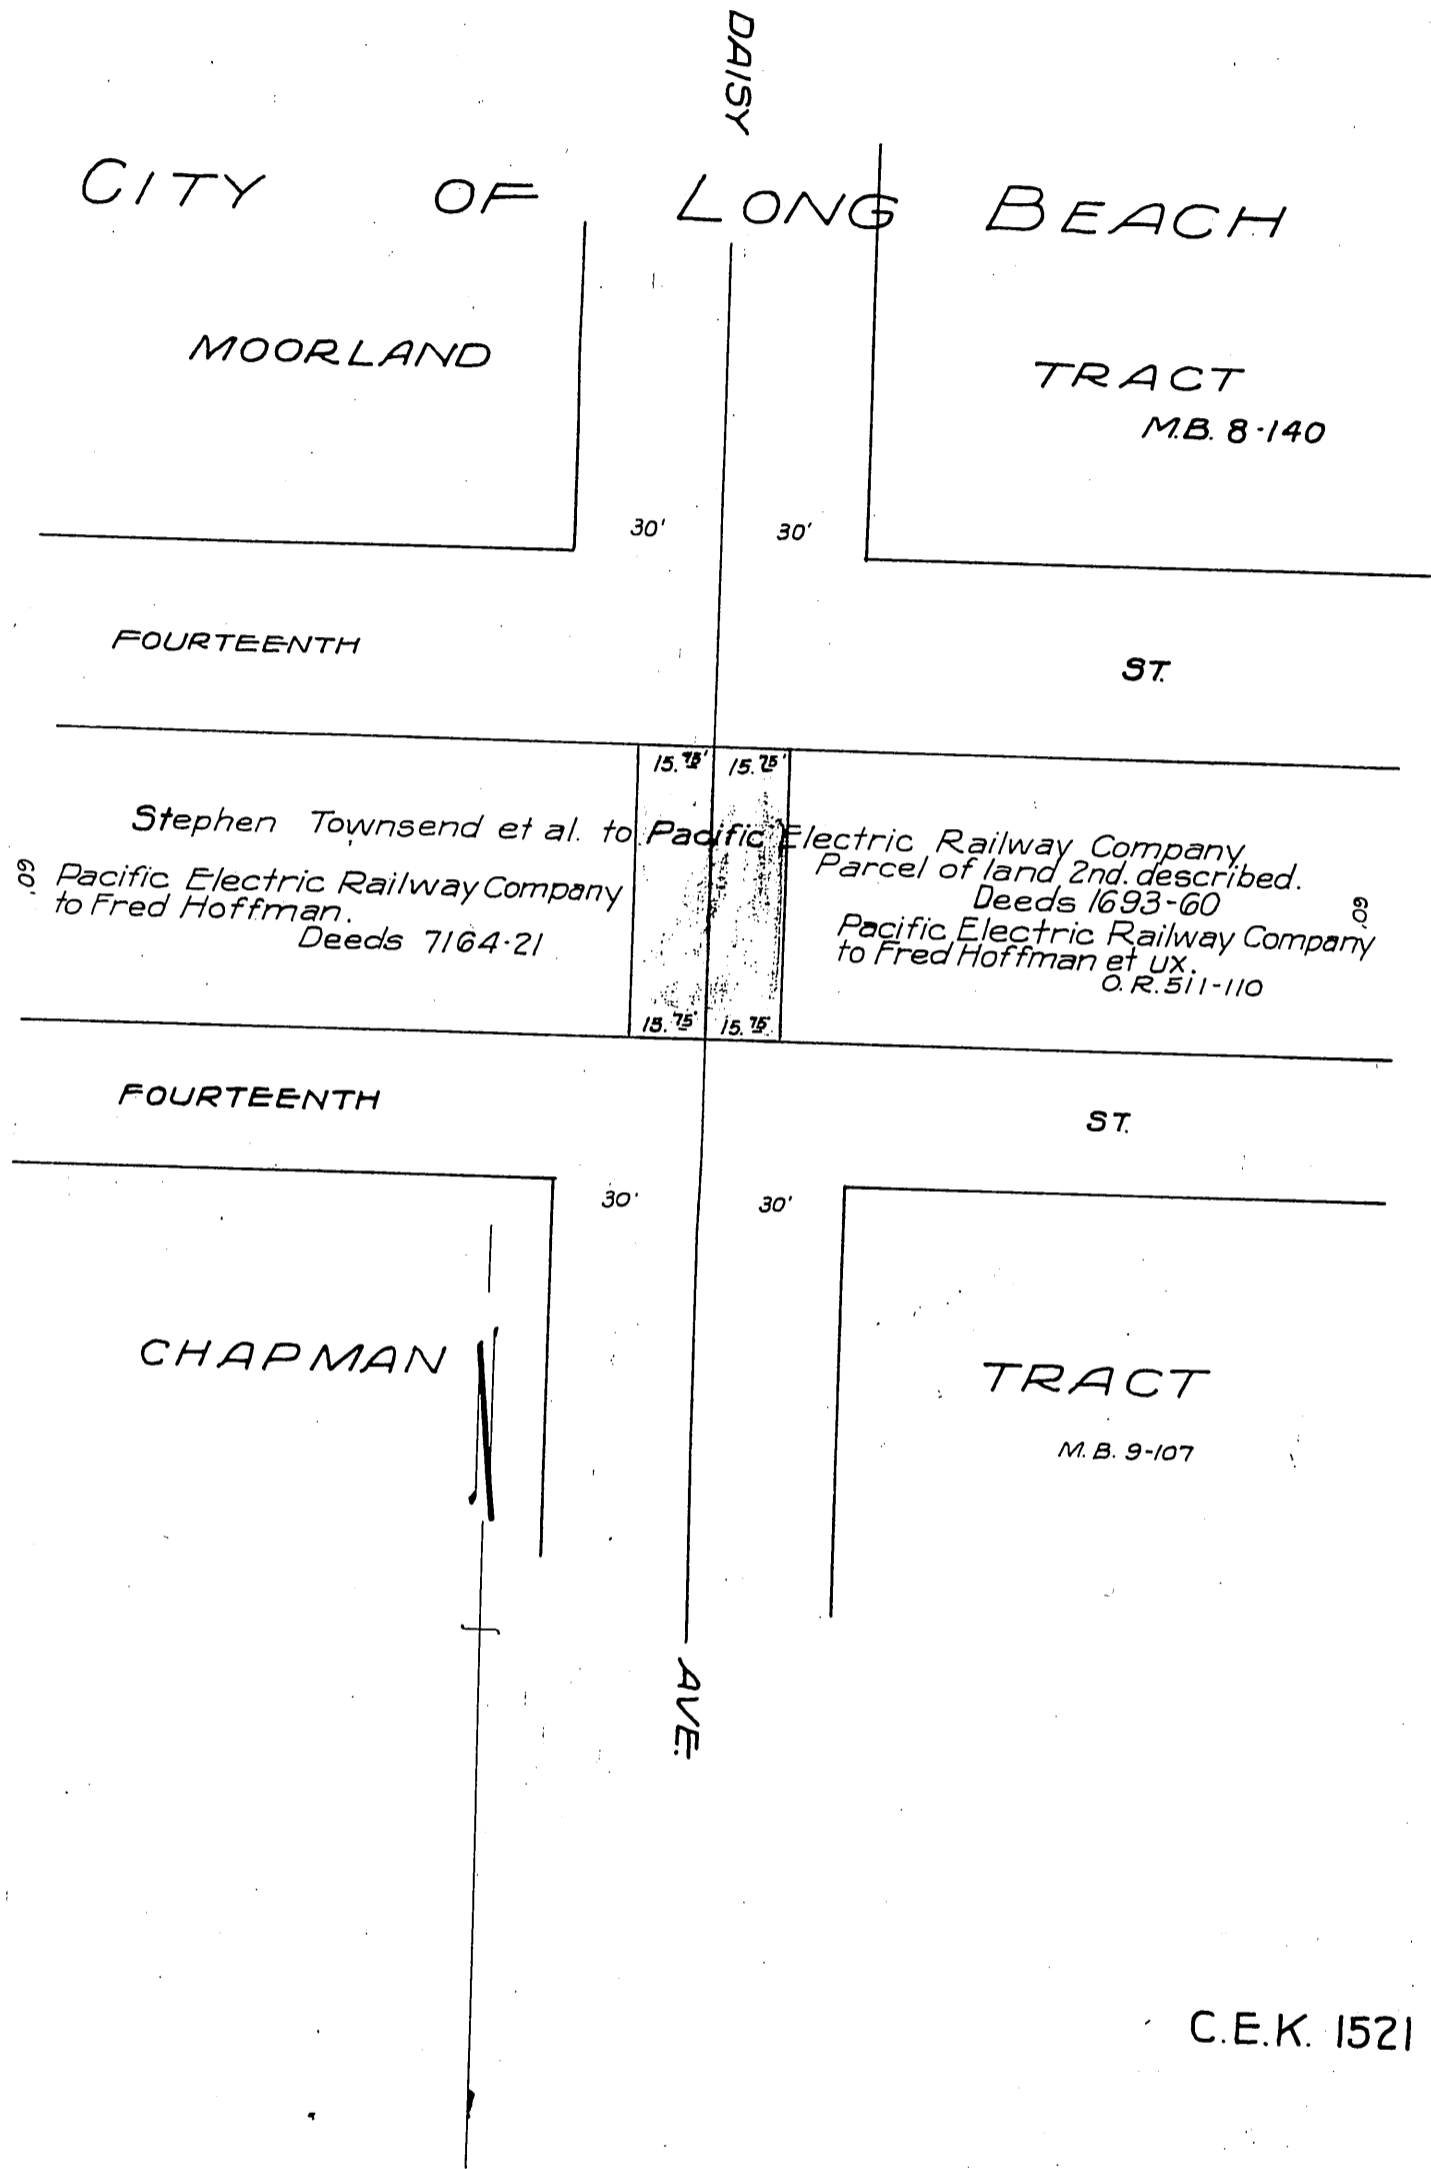 DAISY
CITY OF LONG BEACH
MOORLAND TRACT
M.B. 8-140
30' 30'
FOURTEENTH ST.
15.75' 15.75'
Stephen Townsend et al. to Pacific Electric Railway Company
Parcel of land 2nd. described.
Deeds 1693-60
60'
Pacific Electric Railway Company
to Fred Hoffman.
Deeds 7164-21
Pacific Electric Railway Company
to Fred Hoffman et ux.
O.R. 511-110
60'
15.75' 15.75'
FOURTEENTH ST.
30' 30'
CHAPMAN TRACT
N
M.B. 9-107
AVE.
C.E.K. 1521